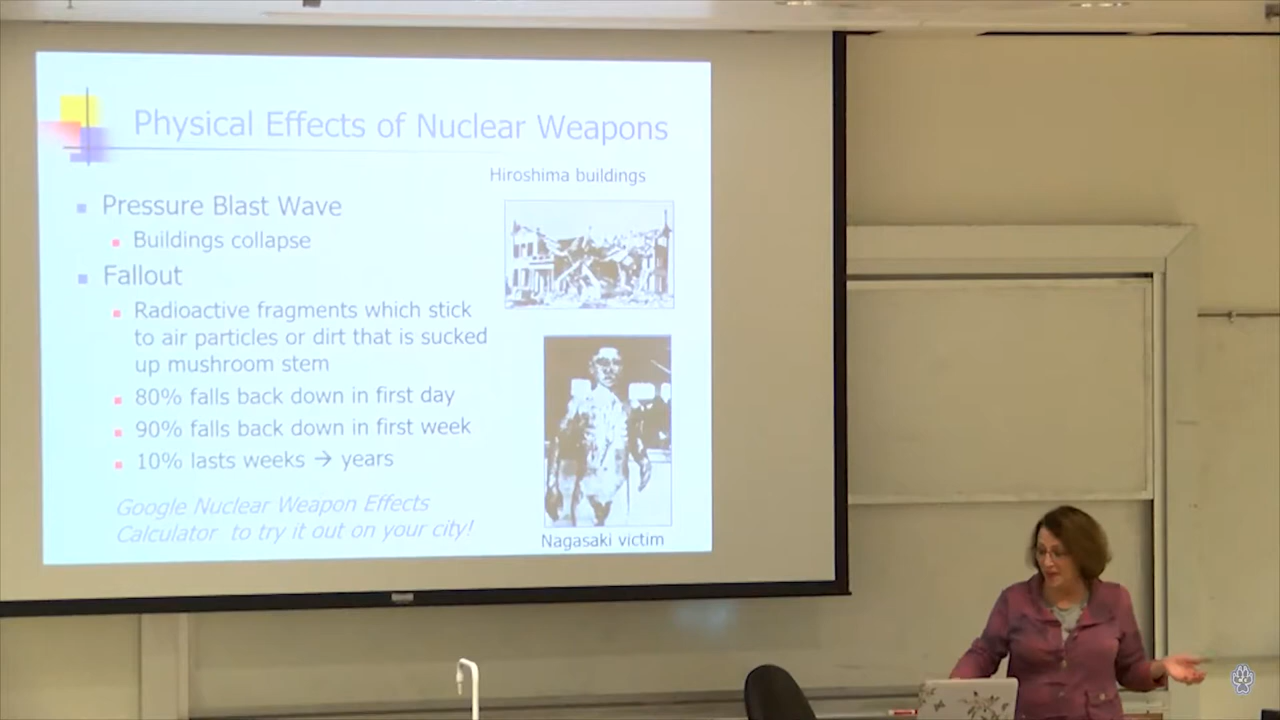 Physical Effects of Nuclear Weapons
Hiroshima buildings
Pressure Blast Wave
Buildings collapse
Fallout
Radioactive fragments which stick
to air particles or dirt that is sucked
up mushroom stem
80% falls back down in first day
90% falls back down in first week
10% lasts weeks → years
Google Nuclear Weapon Effects
Calculator to try it out on your city!
Nagasaki victim